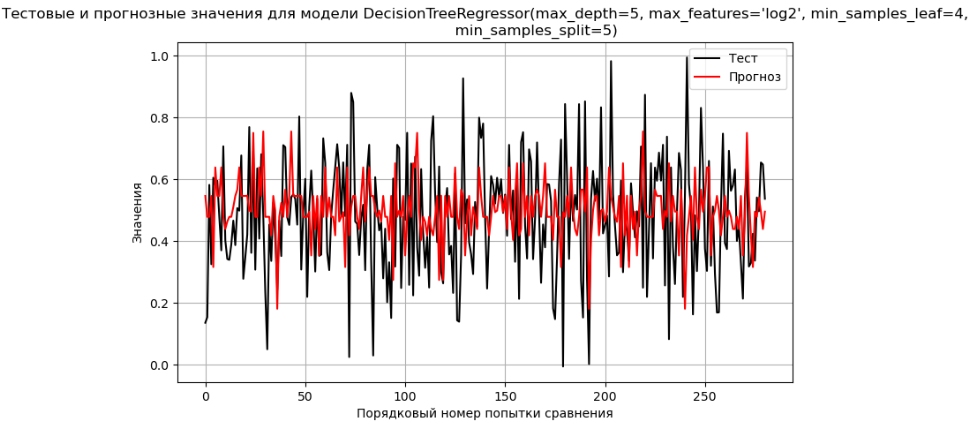 Тестовые и прогнозные значения для модели DecisionTreeRegressor(max_depth=5, max_features='log2', min_samples_leaf=4,
min_samples_split=5)
1.0
0.8
0.6
0.4
0.2
0.0
Значения
Тест
Прогноз
0 50 100 150 200 250
Порядковый номер попытки сравнения